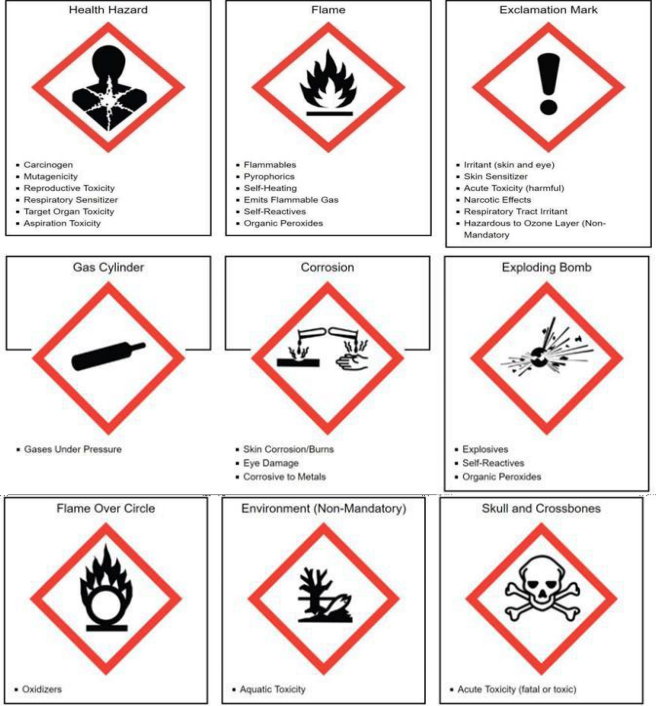 Health Hazard
Flame
Exclamation Mark
▪ Carcinogen
▪ Mutagenicity
▪ Reproductive Toxicity
▪ Respiratory Sensitizer
▪ Target Organ Toxicity
▪ Aspiration Toxicity
▪ Flammables
▪ Pyrophorics
▪ Self-Heating
▪ Emits Flammable Gas
▪ Self-Reactives
▪ Organic Peroxides
▪ Irritant (skin and eye)
▪ Skin Sensitizer
▪ Acute Toxicity (harmful)
▪ Narcotic Effects
▪ Respiratory Tract Irritant
▪ Hazardous to Ozone Layer (Non-
Mandatory
Gas Cylinder
Corrosion
Exploding Bomb
▪ Gases Under Pressure
▪ Skin Corrosion/Burns
▪ Eye Damage
▪ Corrosive to Metals
▪ Explosives
▪ Self-Reactives
▪ Organic Peroxides
Flame Over Circle
Environment (Non-Mandatory)
Skull and Crossbones
▪ Oxidizers
▪ Aquatic Toxicity
▪ Acute Toxicity (fatal or toxic)